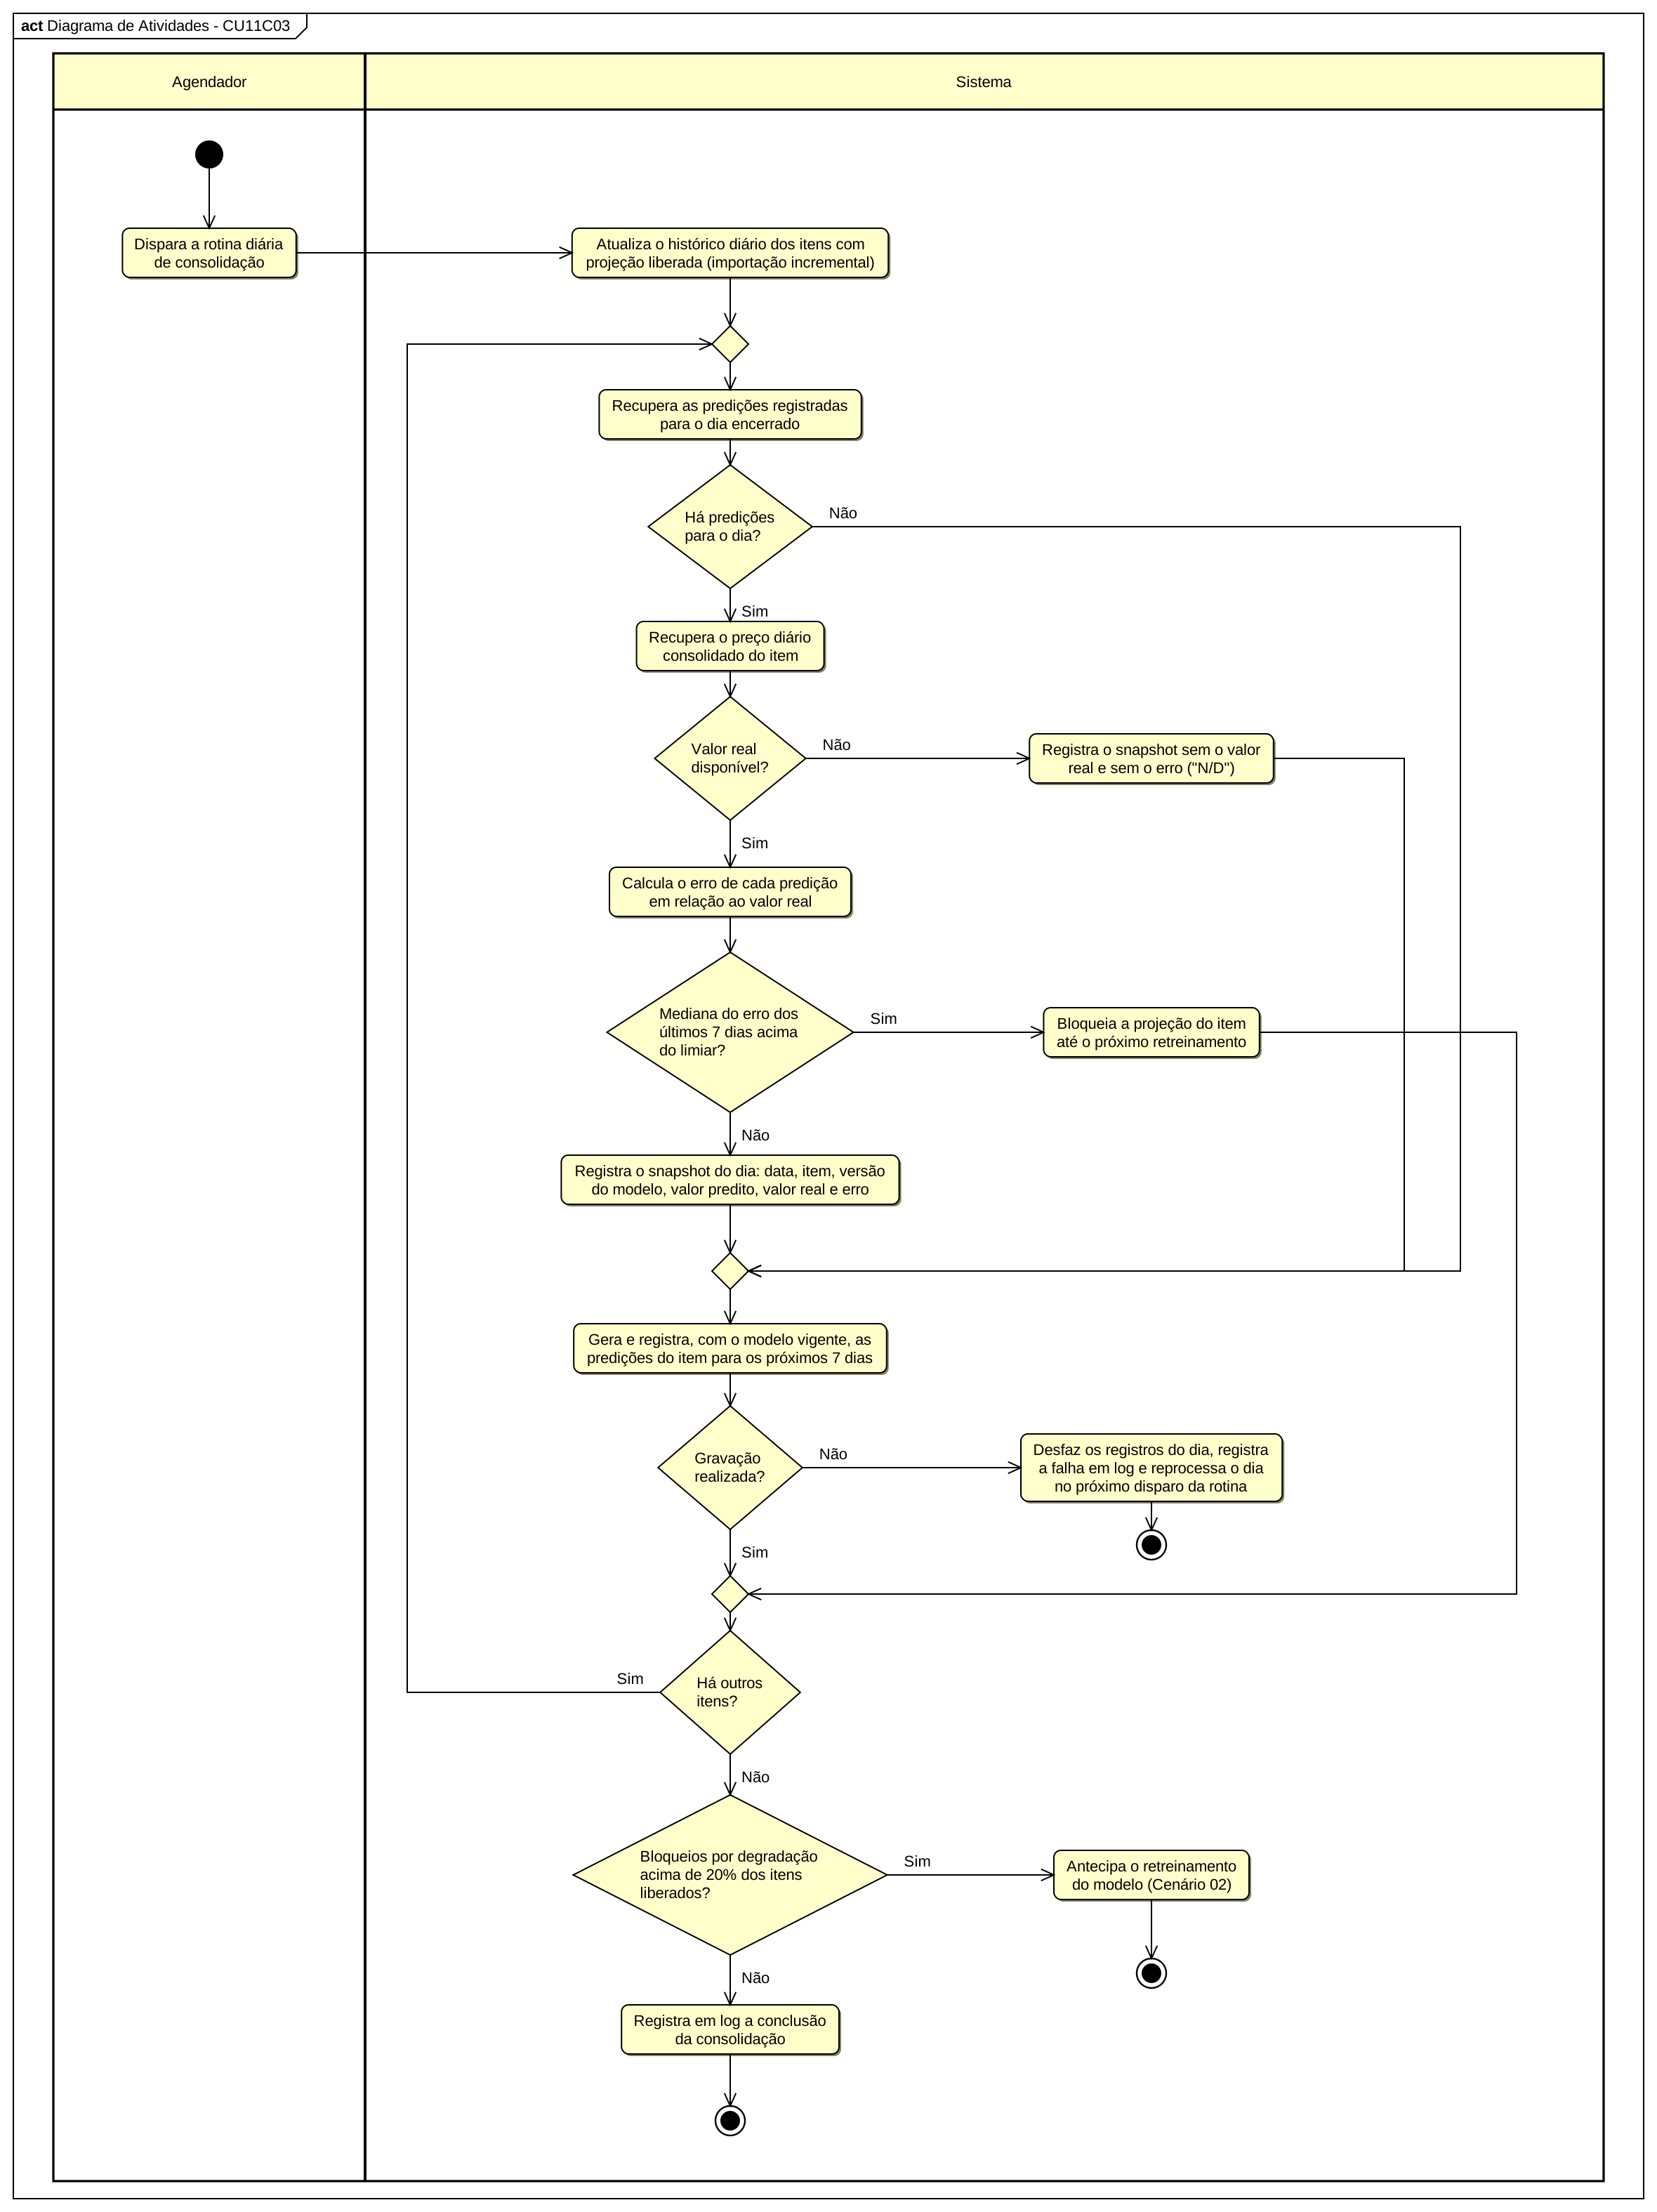 act Diagrama de Atividades - CU11C03
Agendador
Sistema
Dispara a rotina diária
de consolidação
Atualiza o histórico diário dos itens com
projeção liberada (importação incremental)
Recupera as predições registradas
para o dia encerrado
Há predições
para o dia?
Não
Sim
Recupera o preço diário
consolidado do item
Valor real
disponível?
Não
Registra o snapshot sem o valor
real e sem o erro ("N/D")
Sim
Calcula o erro de cada predição
em relação ao valor real
Mediana do erro dos
últimos 7 dias acima
do limiar?
Sim
Bloqueia a projeção do item
até o próximo retreinamento
Não
Registra o snapshot do dia: data, item, versão
do modelo, valor predito, valor real e erro
Gera e registra, com o modelo vigente, as
predições do item para os próximos 7 dias
Gravação
realizada?
Não
Desfaz os registros do dia, registra
a falha em log e reprocessa o dia
no próximo disparo da rotina
Sim
Há outros
itens?
Sim
Não
Bloqueios por degradação
acima de 20% dos itens
liberados?
Sim
Antecipa o retreinamento
do modelo (Cenário 02)
Não
Registra em log a conclusão
da consolidação